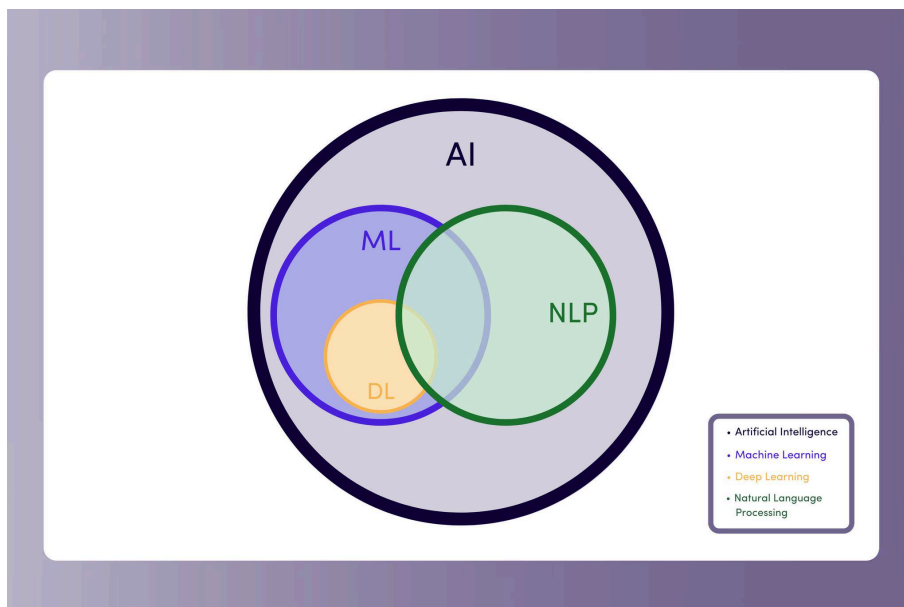 AI
ML
NLP
DL
• Artificial Intelligence
• Machine Learning
• Deep Learning
• Natural Language
Processing